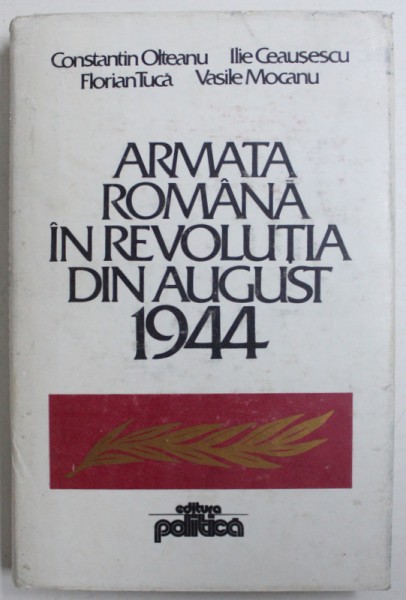 Constantin Olteanu Ilie Ceausescu
Florian Tucă Vasile Mocanu
ARMATA
ROMÂNĂ
ÎN REVOLUȚIA
DIN AUGUST
1944
editura
politică